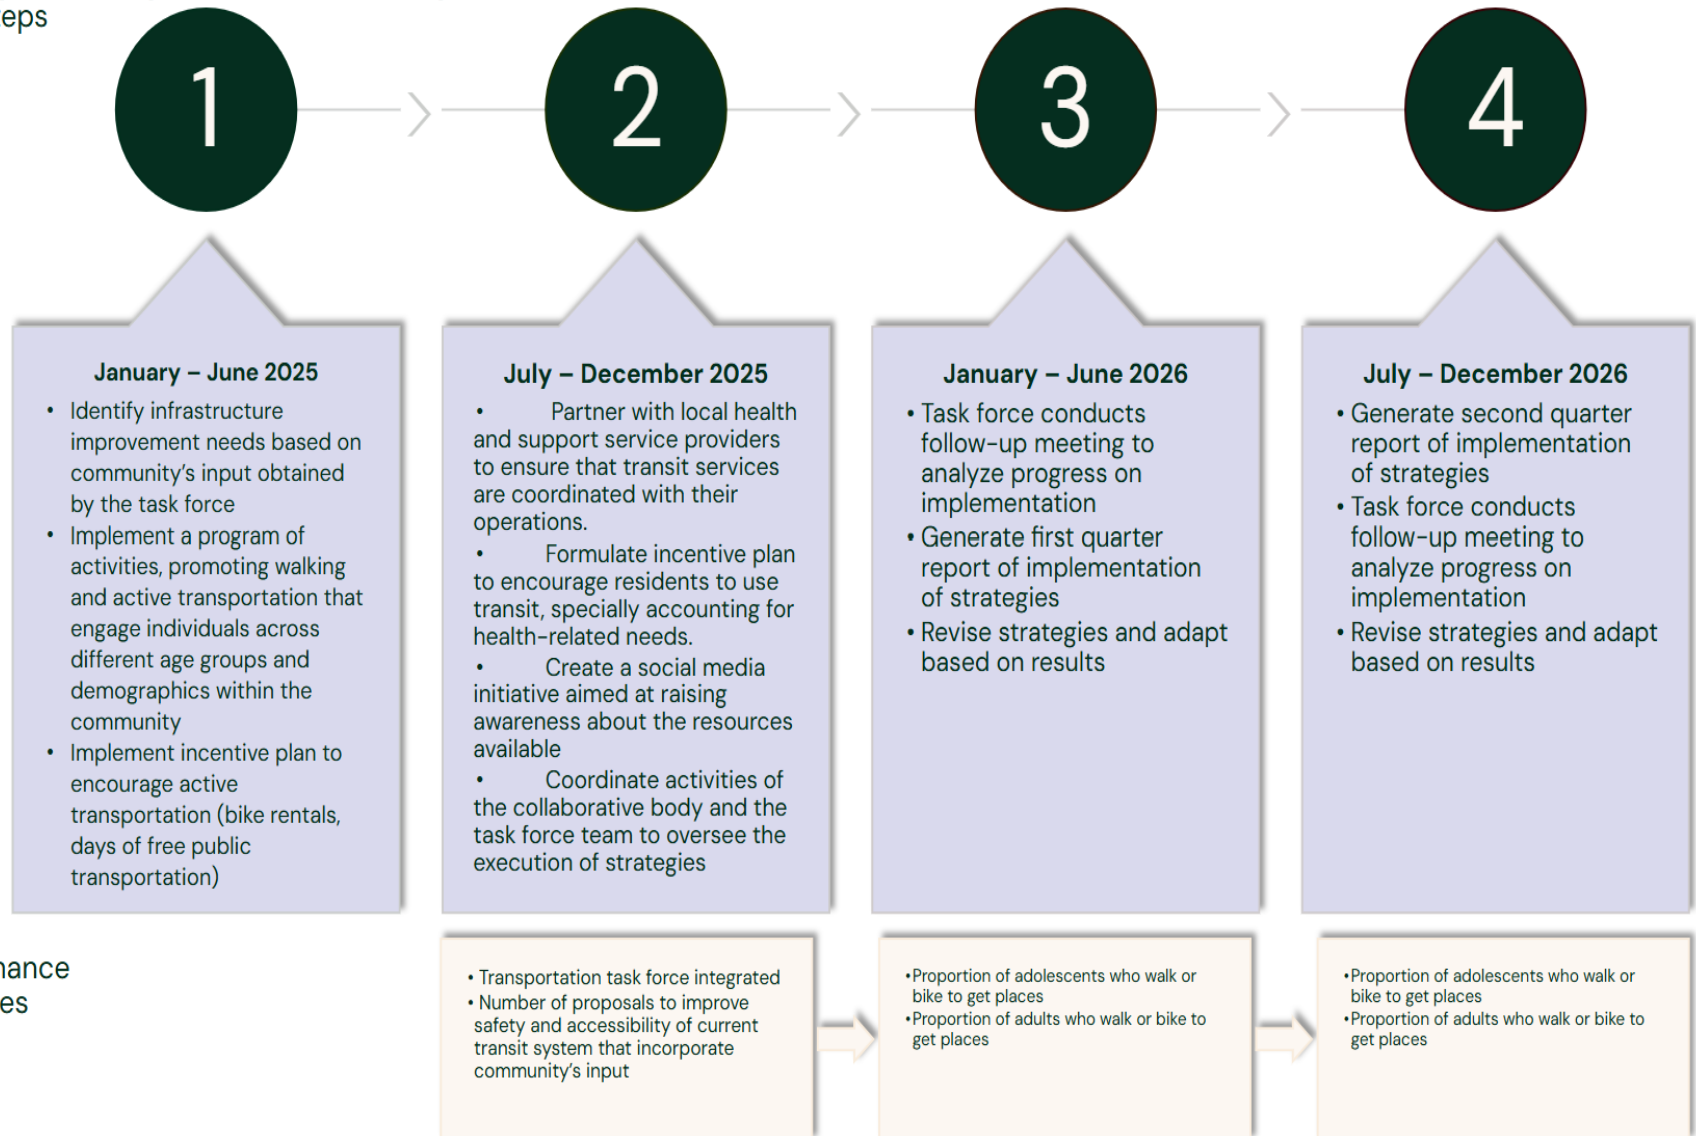 1
2
3
4
January – June 2025
• Identify infrastructure
improvement needs based on
community's input obtained
by the task force
• Implement a program of
activities, promoting walking
and active transportation that
engage individuals across
different age groups and
demographics within the
community
• Implement incentive plan to
encourage active
transportation (bike rentals,
days of free public
transportation)
July – December 2025
• Partner with local health
and support service providers
to ensure that transit services
are coordinated with their
operations.
• Formulate incentive plan
to encourage residents to use
transit, specially accounting for
health-related needs.
• Create a social media
initiative aimed at raising
awareness about the resources
available
• Coordinate activities of
the collaborative body and the
task force team to oversee the
execution of strategies
January – June 2026
• Task force conducts
follow-up meeting to
analyze progress on
implementation
• Generate first quarter
report of implementation
of strategies
• Revise strategies and adapt
based on results
July – December 2026
• Generate second quarter
report of implementation
of strategies
• Task force conducts
follow-up meeting to
analyze progress on
implementation
• Revise strategies and adapt
based on results
• Transportation task force integrated
• Number of proposals to improve
safety and accessibility of current
transit system that incorporate
community's input
•Proportion of adolescents who walk or
bike to get places
•Proportion of adults who walk or bike to
get places
•Proportion of adolescents who walk or
bike to get places
•Proportion of adults who walk or bike to
get places